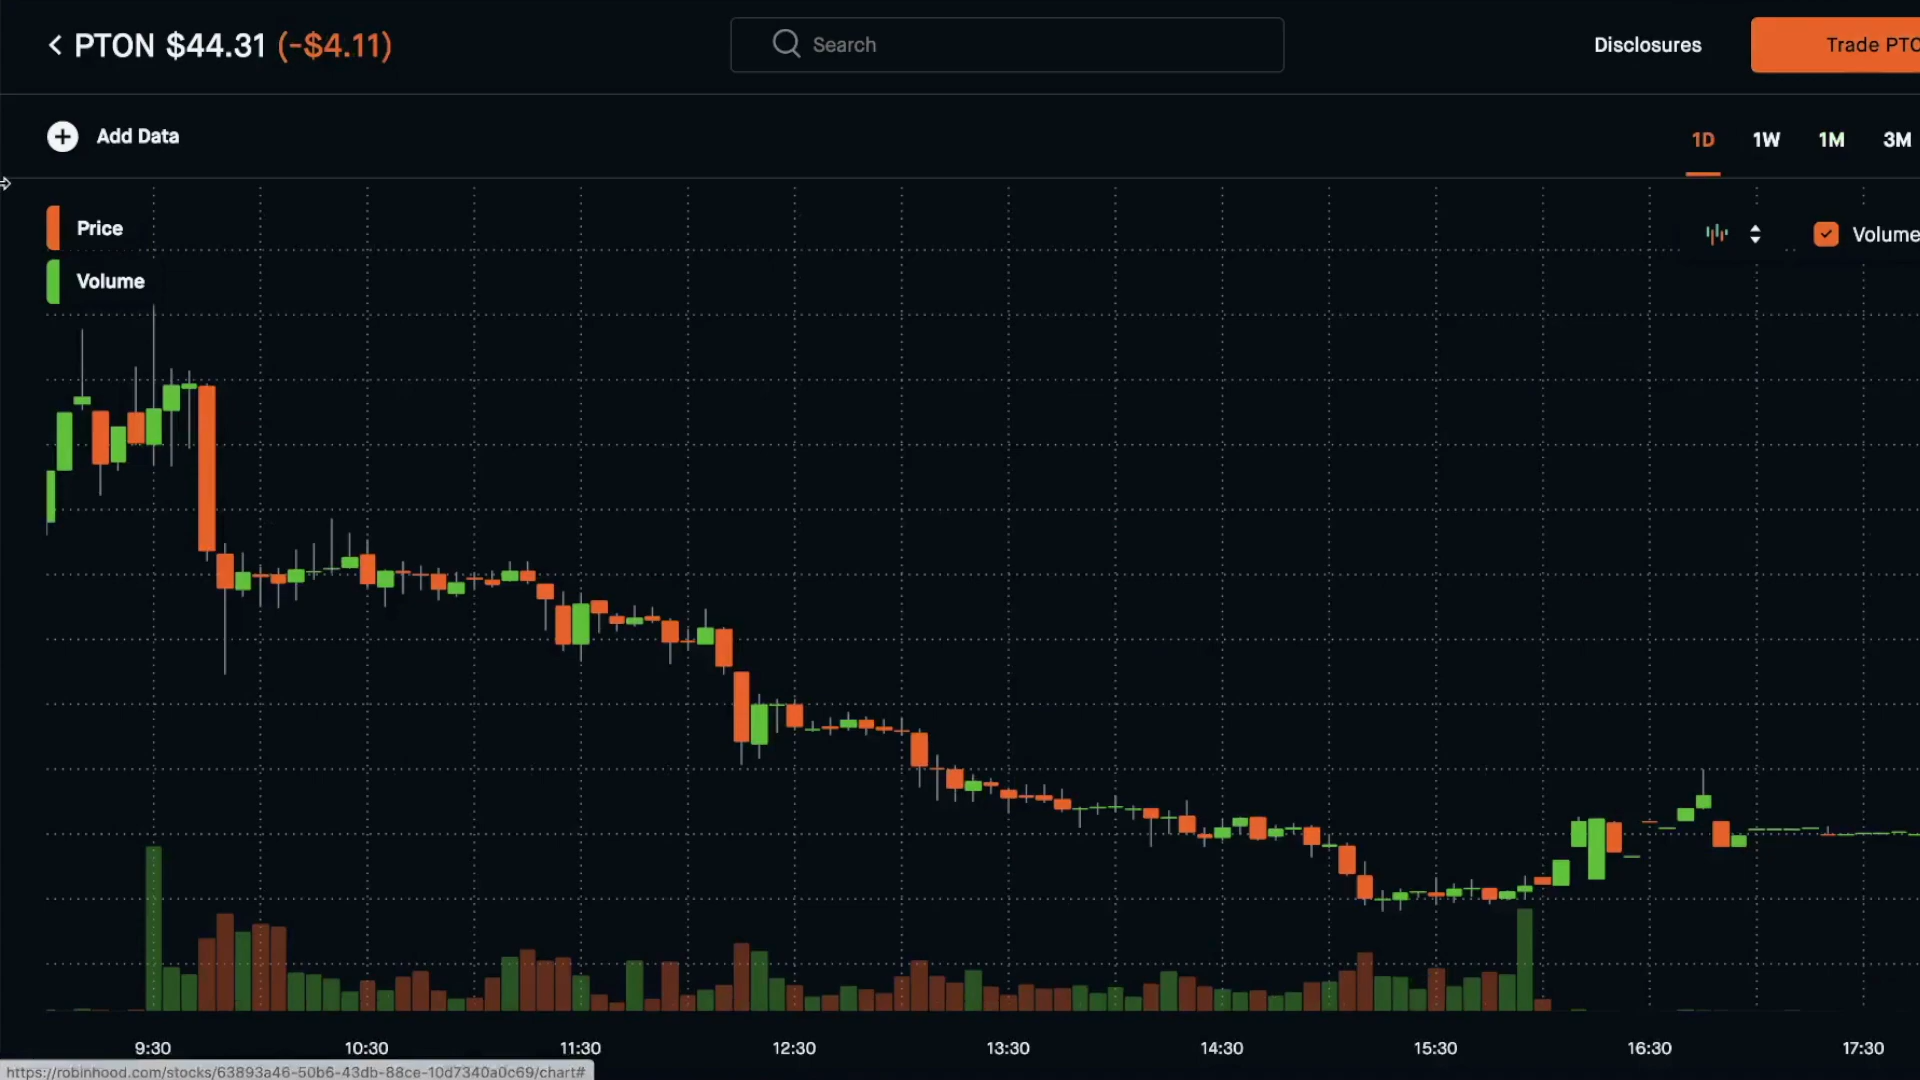 PTON $44.31 (-$4.11)
Search
Disclosures
Trade PTO
Add Data
1D 1W 1M 3M
Price
Volume
Volume
9:30 10:30 11:30 12:30 13:30 14:30 15:30 16:30 17:30
https://robinhood.com/stocks/63893a46-50b6-43db-88ce-10d7340a0c69/chart#